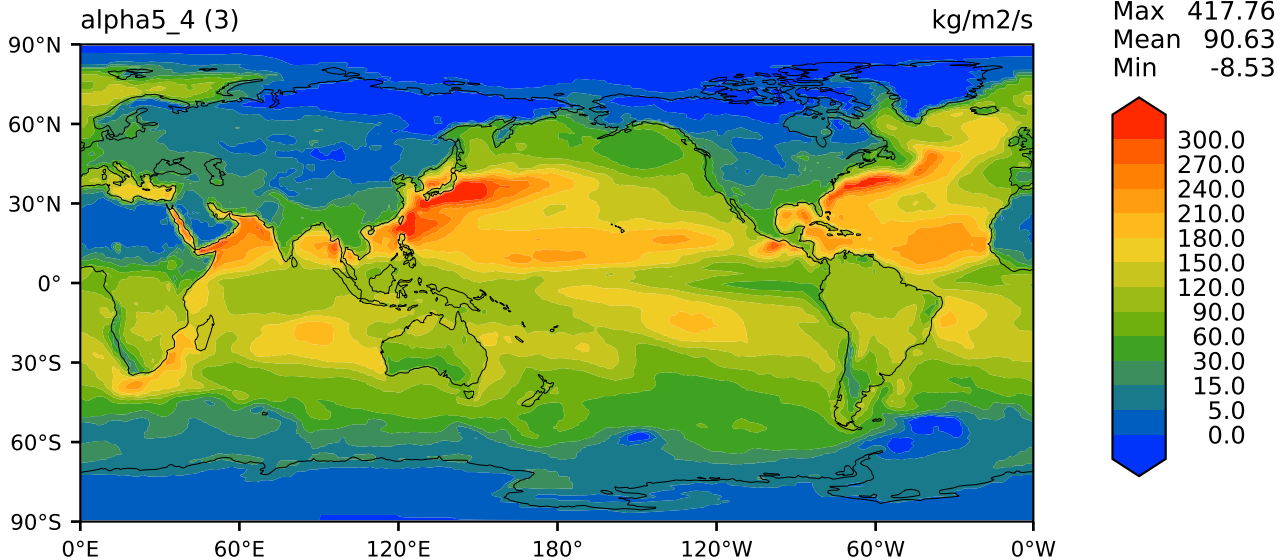 alpha5_4 (3)
kg/m2/s
Max 417.76
Mean 90.63
Min -8.53
90°N
60°N
30°N
0°
30°S
60°S
90°S
0°E 60°E 120°E 180° 120°W 60°W 0°W
300.0
270.0
240.0
210.0
180.0
150.0
120.0
90.0
60.0
30.0
15.0
5.0
0.0